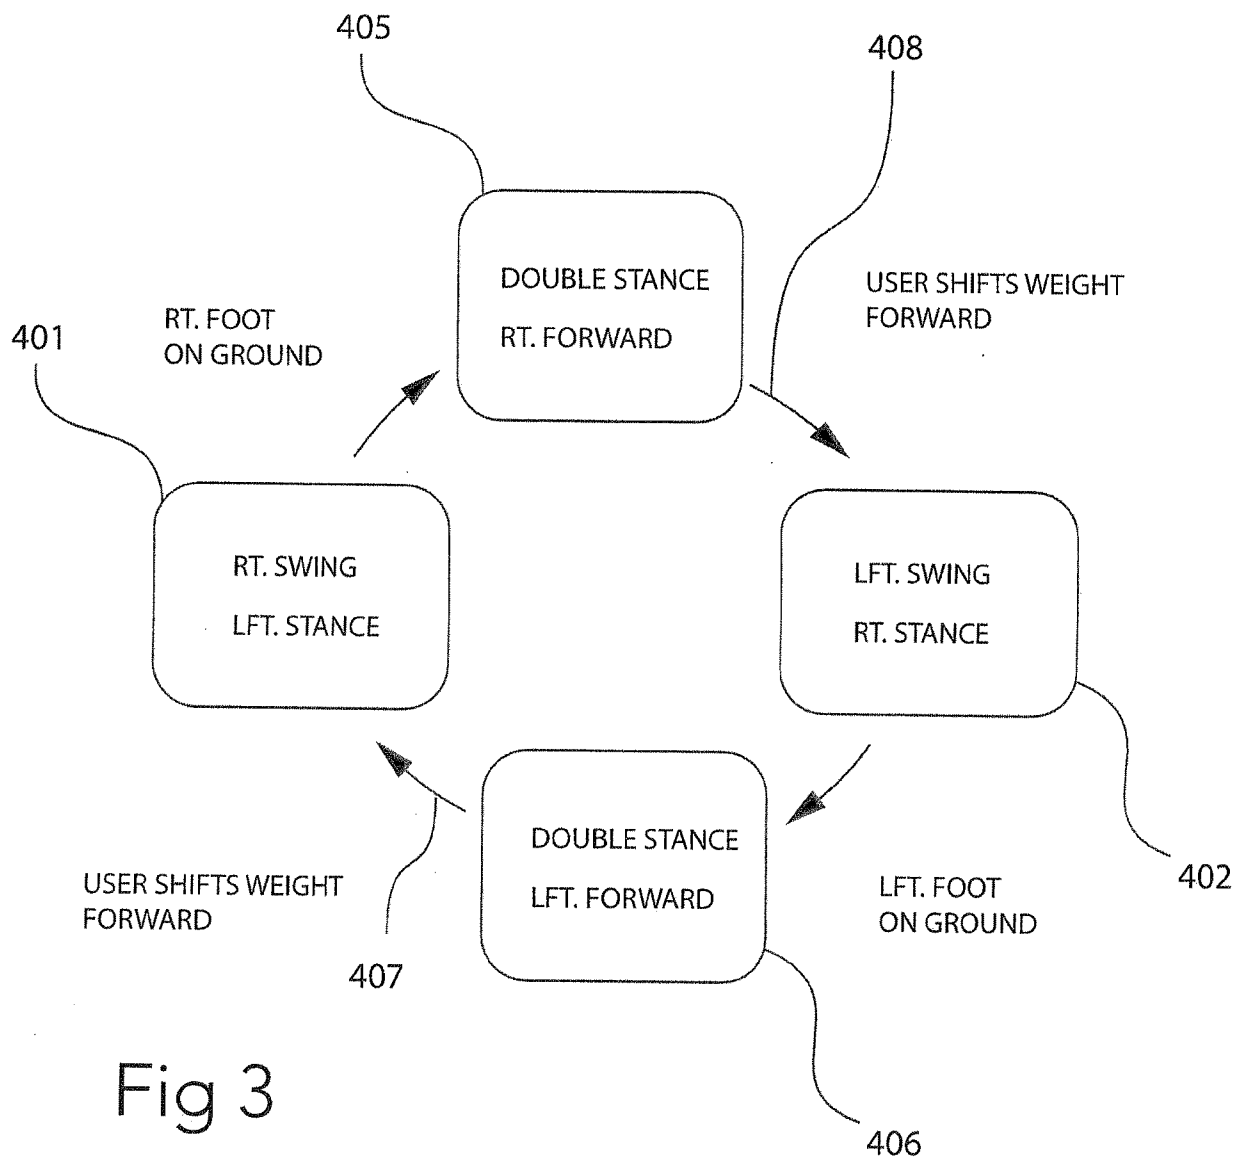 405
408
DOUBLE STANCE
RT. FORWARD
USER SHIFTS WEIGHT
FORWARD
RT. FOOT
ON GROUND
401
RT. SWING
LFT. STANCE
LFT. SWING
RT. STANCE
DOUBLE STANCE
LFT. FORWARD
USER SHIFTS WEIGHT
FORWARD
407
LFT. FOOT
ON GROUND
402
406
Fig 3